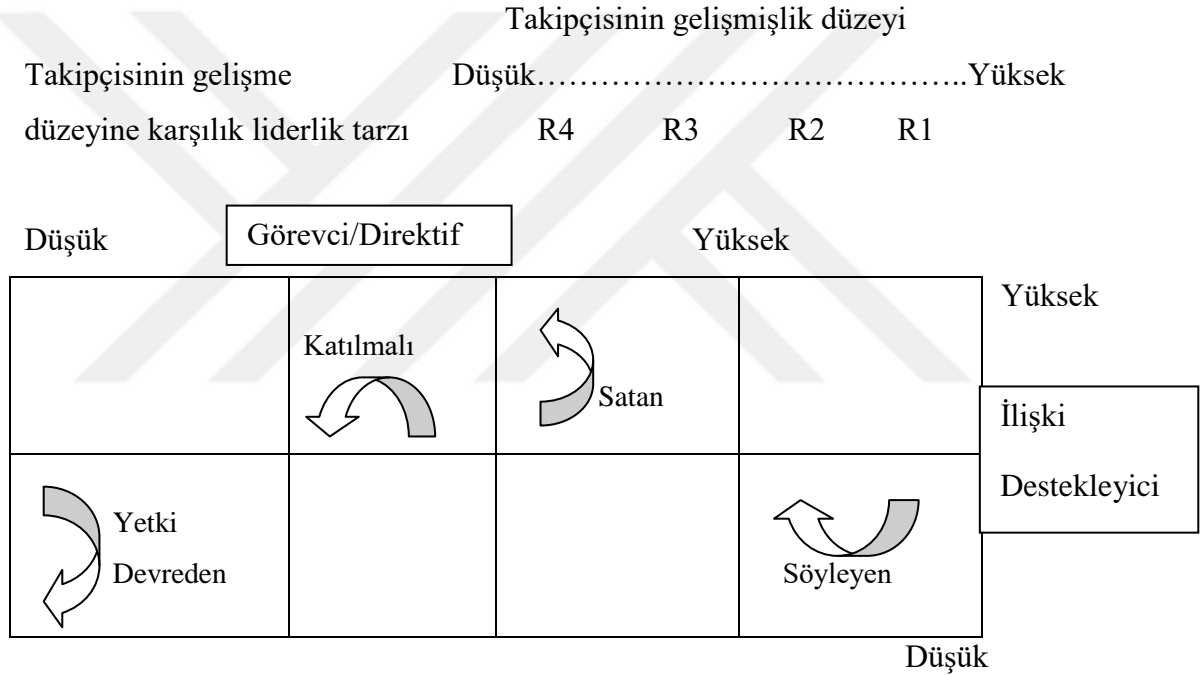 Takipçisinin gelişmişlik düzeyi
Takipçisinin gelişme Düşük…………………………………..Yüksek
düzeyine karşılık liderlik tarzı R4 R3 R2 R1
Düşük Görevci/Direktif Yüksek
Yüksek
Katılmalı
Satan
İlişki
Destekleyici
Yetki
Devreden
Söyleyen
Düşük